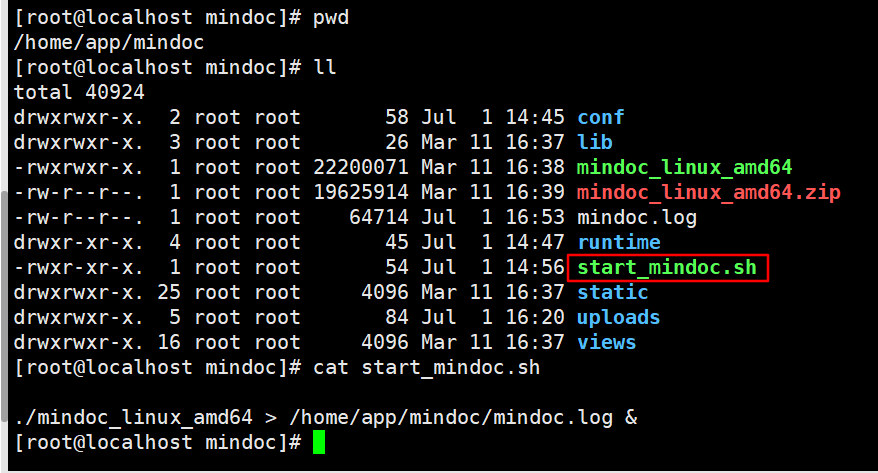 [root@localhost mindoc]# pwd
/home/app/mindoc
[root@localhost mindoc]# ll
total 40924
drwxrwxr-x.  2 root root       58 Jul  1 14:45 conf
drwxrwxr-x.  3 root root       26 Mar 11 16:37 lib
-rwxrwxr-x.  1 root root 22200071 Mar 11 16:38 mindoc_linux_amd64
-rw-r--r--.  1 root root 19625914 Mar 11 16:39 mindoc_linux_amd64.zip
-rw-r--r--.  1 root root    64714 Jul  1 16:53 mindoc.log
drwxr-xr-x.  4 root root       45 Jul  1 14:47 runtime
-rwxr-xr-x.  1 root root       54 Jul  1 14:56 start_mindoc.sh
drwxrwxr-x. 25 root root     4096 Mar 11 16:37 static
drwxrwxr-x.  5 root root       84 Jul  1 16:20 uploads
drwxrwxr-x. 16 root root     4096 Mar 11 16:37 views
[root@localhost mindoc]# cat start_mindoc.sh
./mindoc_linux_amd64 > /home/app/mindoc/mindoc.log &
[root@localhost mindoc]#